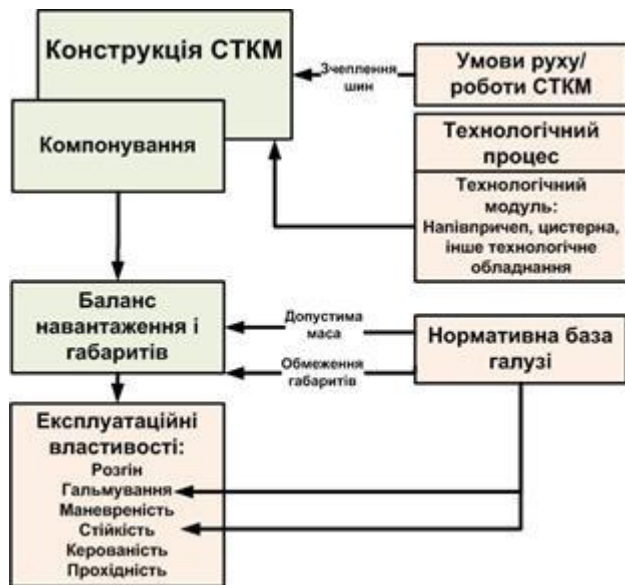 Конструкція СТКМ
Компонування
Зчеплення
шин
Умови руху/
роботи СТКМ
Технологічний
процес
Технологічний
модуль:
Напівпричеп, цистерна,
інше технологічне
обладнання
Баланс
навантаження і
габаритів
Допустима
маса
Обмеження
габаритів
Нормативна база
галузі
Експлуатаційні
властивості:
Розгін
Гальмування
Маневреність
Стійкість
Керованість
Прохідність